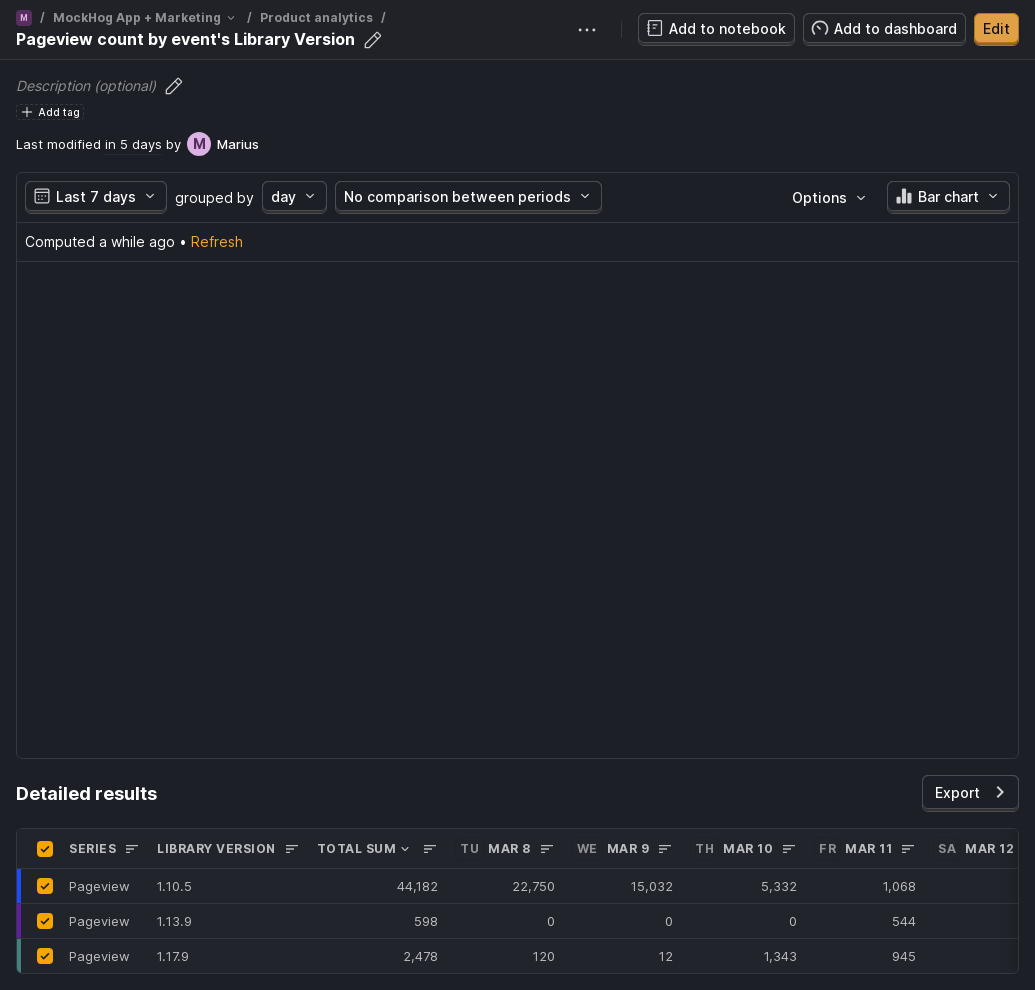 M / MockHog App + Marketing / Product analytics /
Pageview count by event's Library Version
Add to notebook
Add to dashboard
Edit
Description (optional)
Add tag
Last modified in 5 days by M Marius
Last 7 days grouped by day No comparison between periods Options Bar chart
Computed a while ago • Refresh
Detailed results
Export
SERIES LIBRARY VERSION TOTAL SUM TU MAR 8 WE MAR 9 TH MAR 10 FR MAR 11 SA MAR 12
Pageview 1.10.5 44,182 22,750 15,032 5,332 1,068
Pageview 1.13.9 598 0 0 0 544
Pageview 1.17.9 2,478 120 12 1,343 945